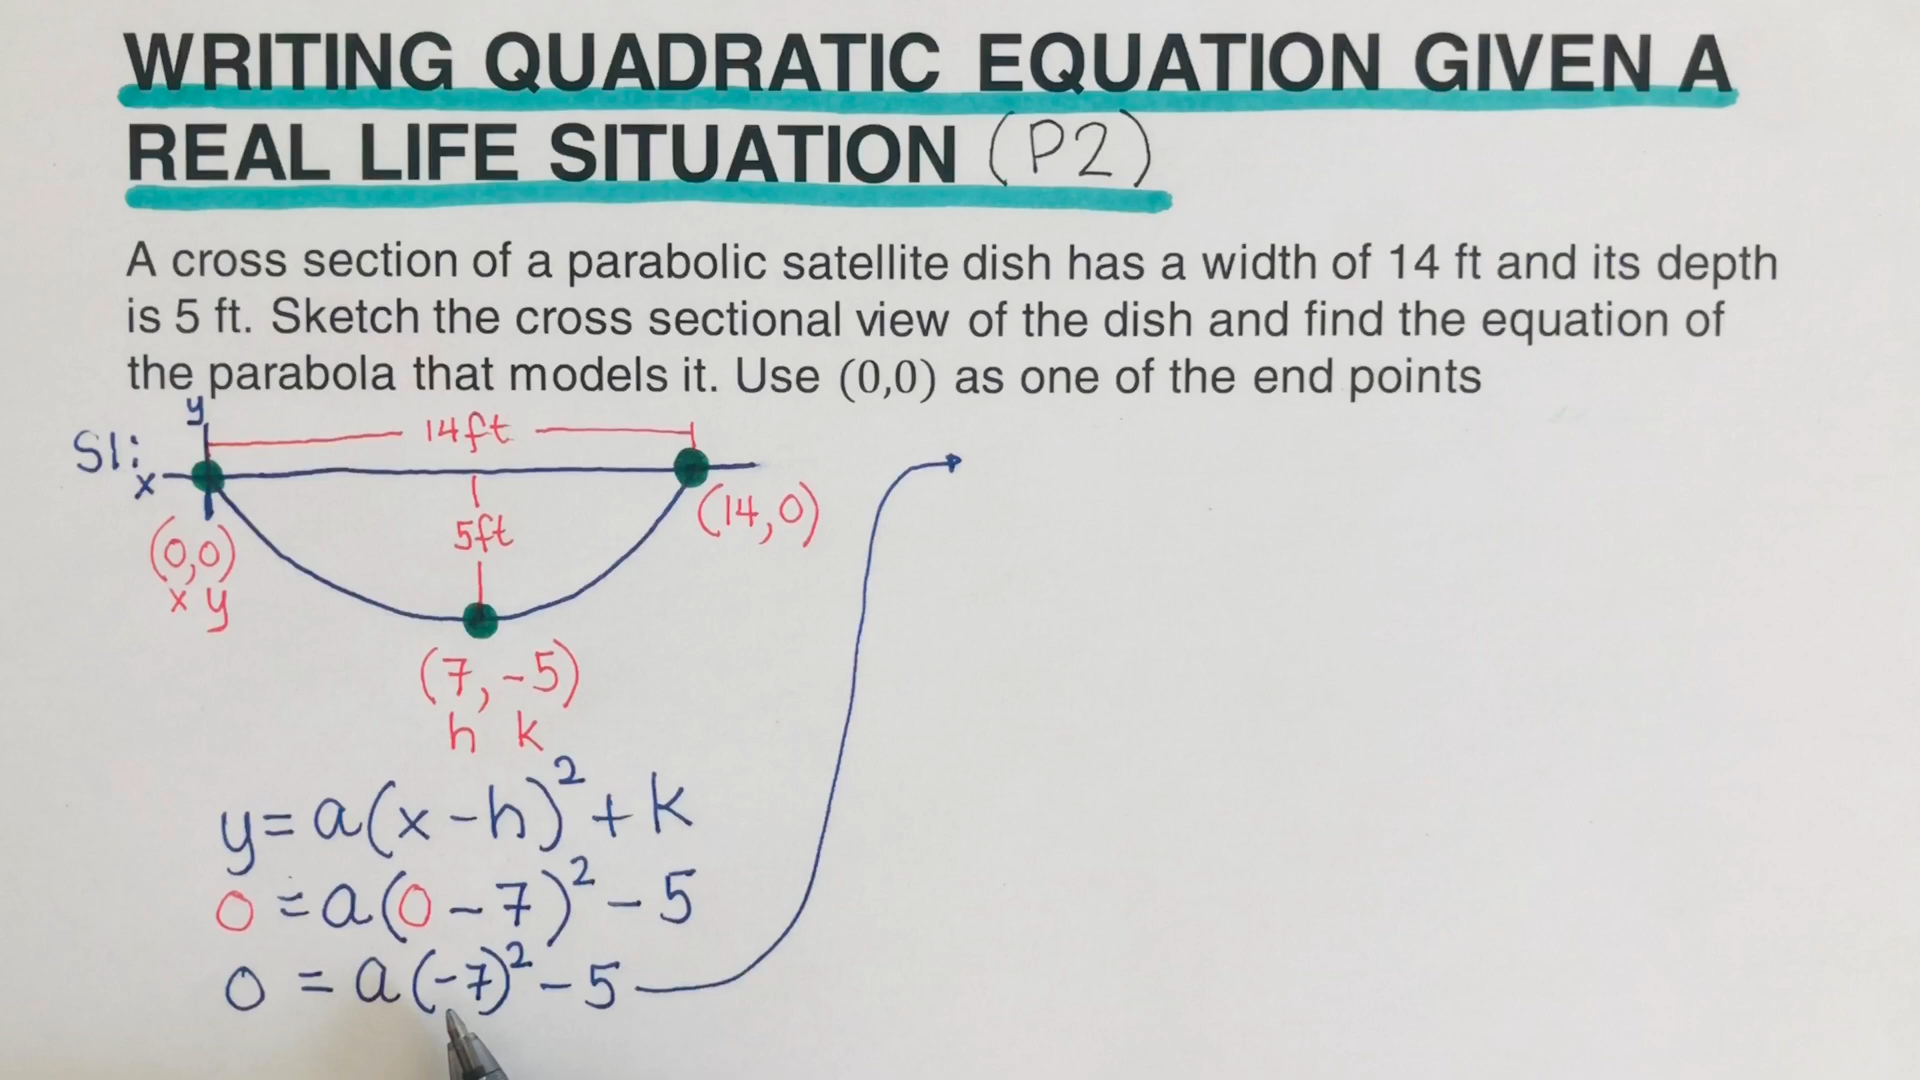 WRITING QUADRATIC EQUATION GIVEN A
REAL LIFE SITUATION (P2)
A cross section of a parabolic satellite dish has a width of 14 ft and its depth
is 5 ft. Sketch the cross sectional view of the dish and find the equation of
the parabola that models it. Use (0,0) as one of the end points
y
14ft
S1:
x
(14,0)
5ft
(0,0)
x y
(7,-5)
h k
y=a(x-h)²+k
0=a(0-7)²-5
0=a(-7)²-5